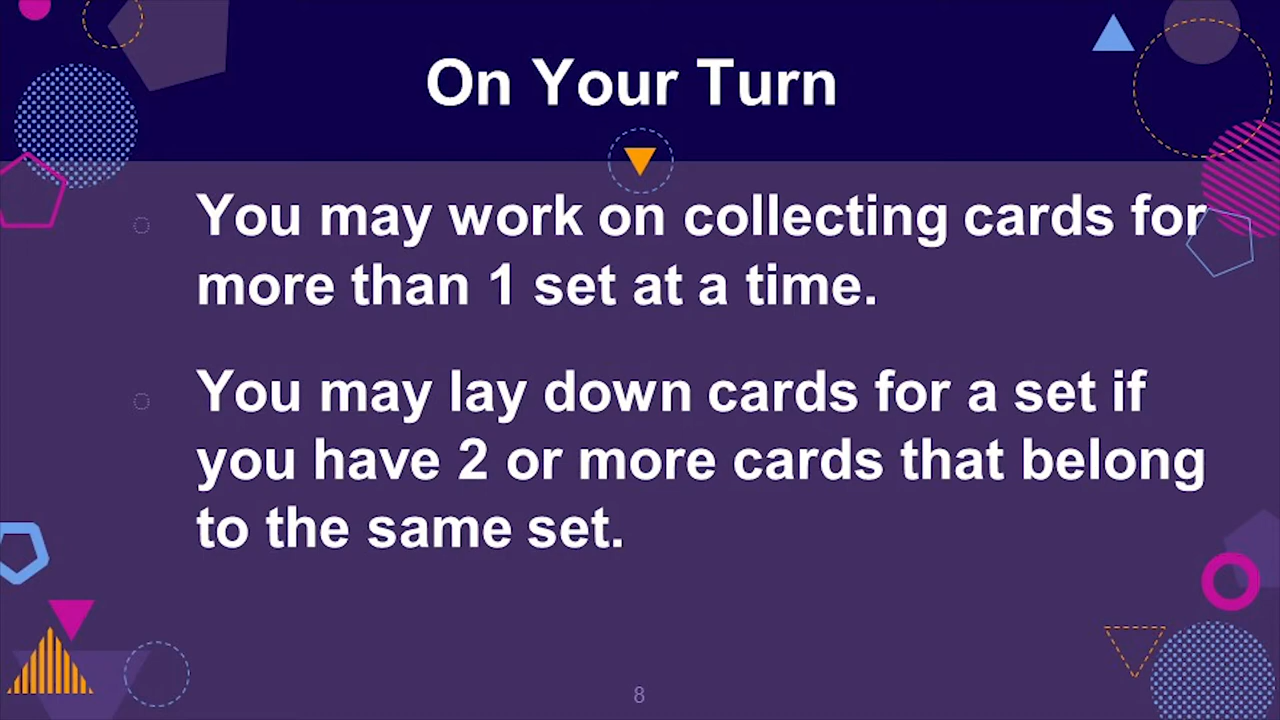 On Your Turn
You may work on collecting cards for
more than 1 set at a time.
You may lay down cards for a set if
you have 2 or more cards that belong
to the same set.
8